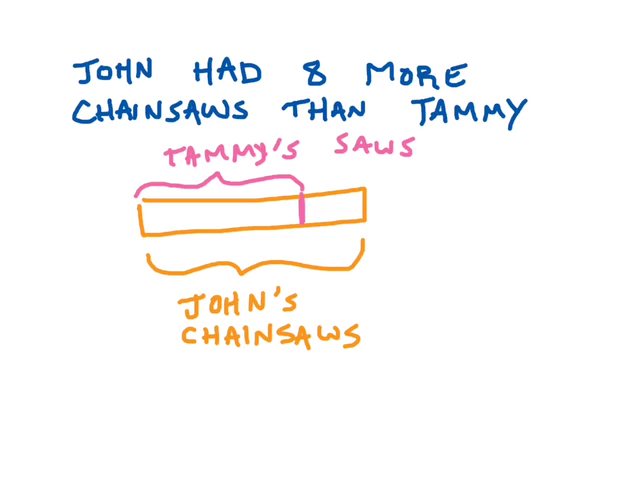 JOHN HAD 8 MORE
CHAINSAWS THAN TAMMY
TAMMY'S SAWS
JOHN'S
CHAINSAWS